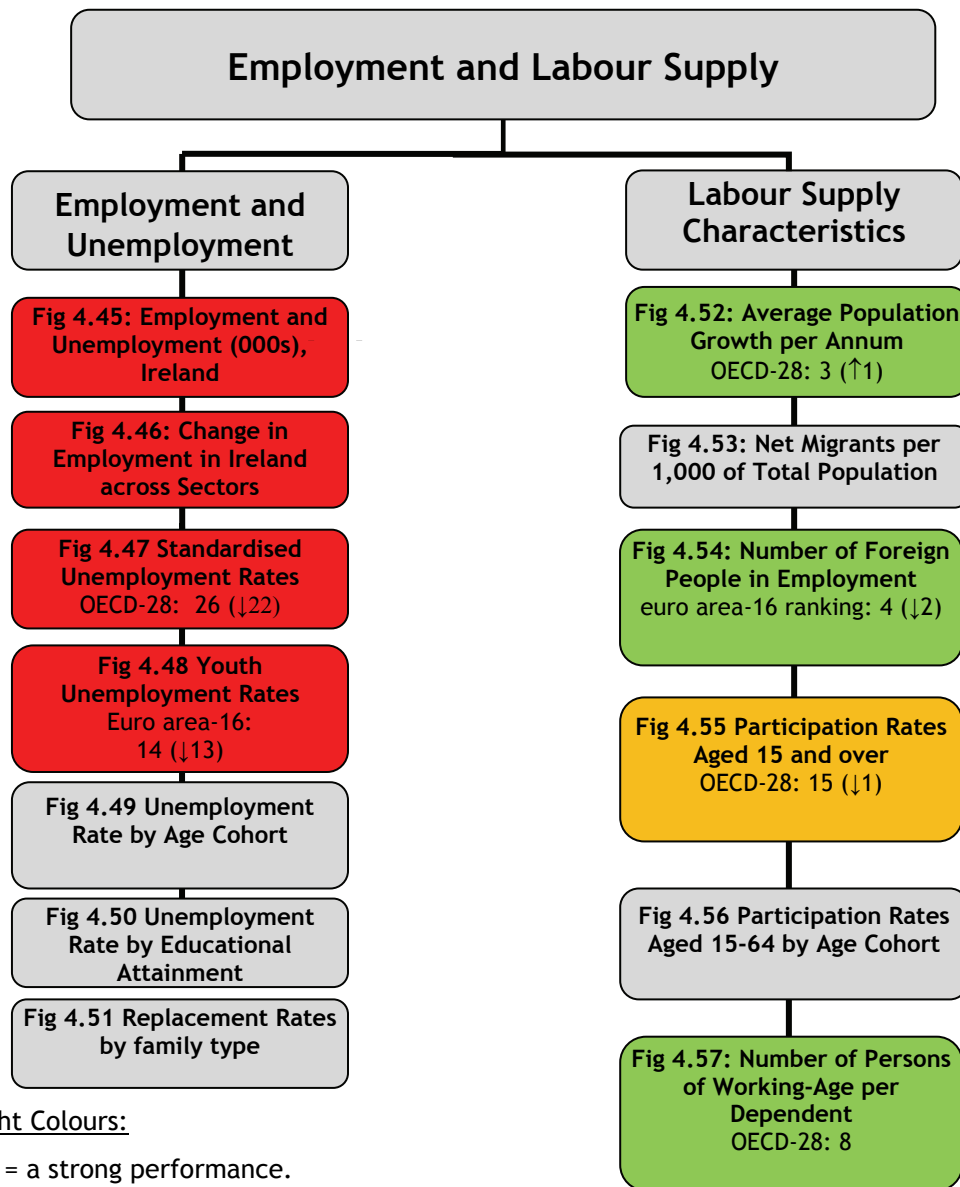 Employment and Labour Supply
Employment and
Unemployment
Fig 4.45: Employment and
Unemployment (000s),
Ireland
Fig 4.46: Change in
Employment in Ireland
across Sectors
Fig 4.47 Standardised
Unemployment Rates
OECD-28: 26 (↓22)
Fig 4.48 Youth
Unemployment Rates
Euro area-16:
14 (↓13)
Fig 4.49 Unemployment
Rate by Age Cohort
Fig 4.50 Unemployment
Rate by Educational
Attainment
Fig 4.51 Replacement Rates
by family type
Labour Supply
Characteristics
Fig 4.52: Average Population
Growth per Annum
OECD-28: 3 (↑1)
Fig 4.53: Net Migrants per
1,000 of Total Population
Fig 4.54: Number of Foreign
People in Employment
euro area-16 ranking: 4 (↓2)
Fig 4.55 Participation Rates
Aged 15 and over
OECD-28: 15 (↓1)
Fig 4.56 Participation Rates
Aged 15-64 by Age Cohort
Fig 4.57: Number of Persons
of Working-Age per
Dependent
OECD-28: 8
ht Colours:
= a strong performance.